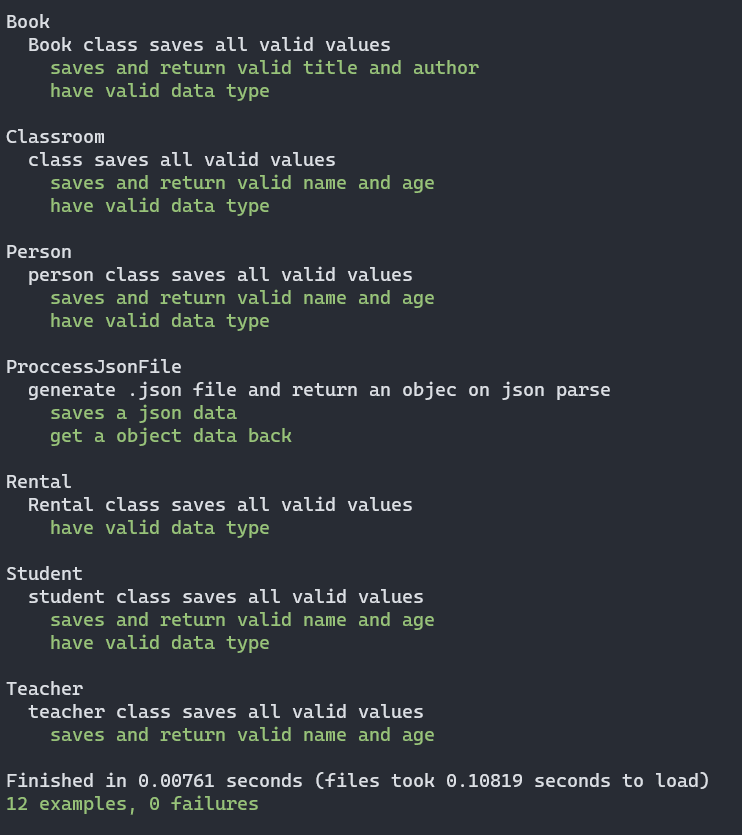 Book
  Book class saves all valid values
    saves and return valid title and author
    have valid data type

Classroom
  class saves all valid values
    saves and return valid name and age
    have valid data type

Person
  person class saves all valid values
    saves and return valid name and age
    have valid data type

ProccessJsonFile
  generate .json file and return an objec on json parse
    saves a json data
    get a object data back

Rental
  Rental class saves all valid values
    have valid data type

Student
  student class saves all valid values
    saves and return valid name and age
    have valid data type

Teacher
  teacher class saves all valid values
    saves and return valid name and age

Finished in 0.00761 seconds (files took 0.10819 seconds to load)
12 examples, 0 failures